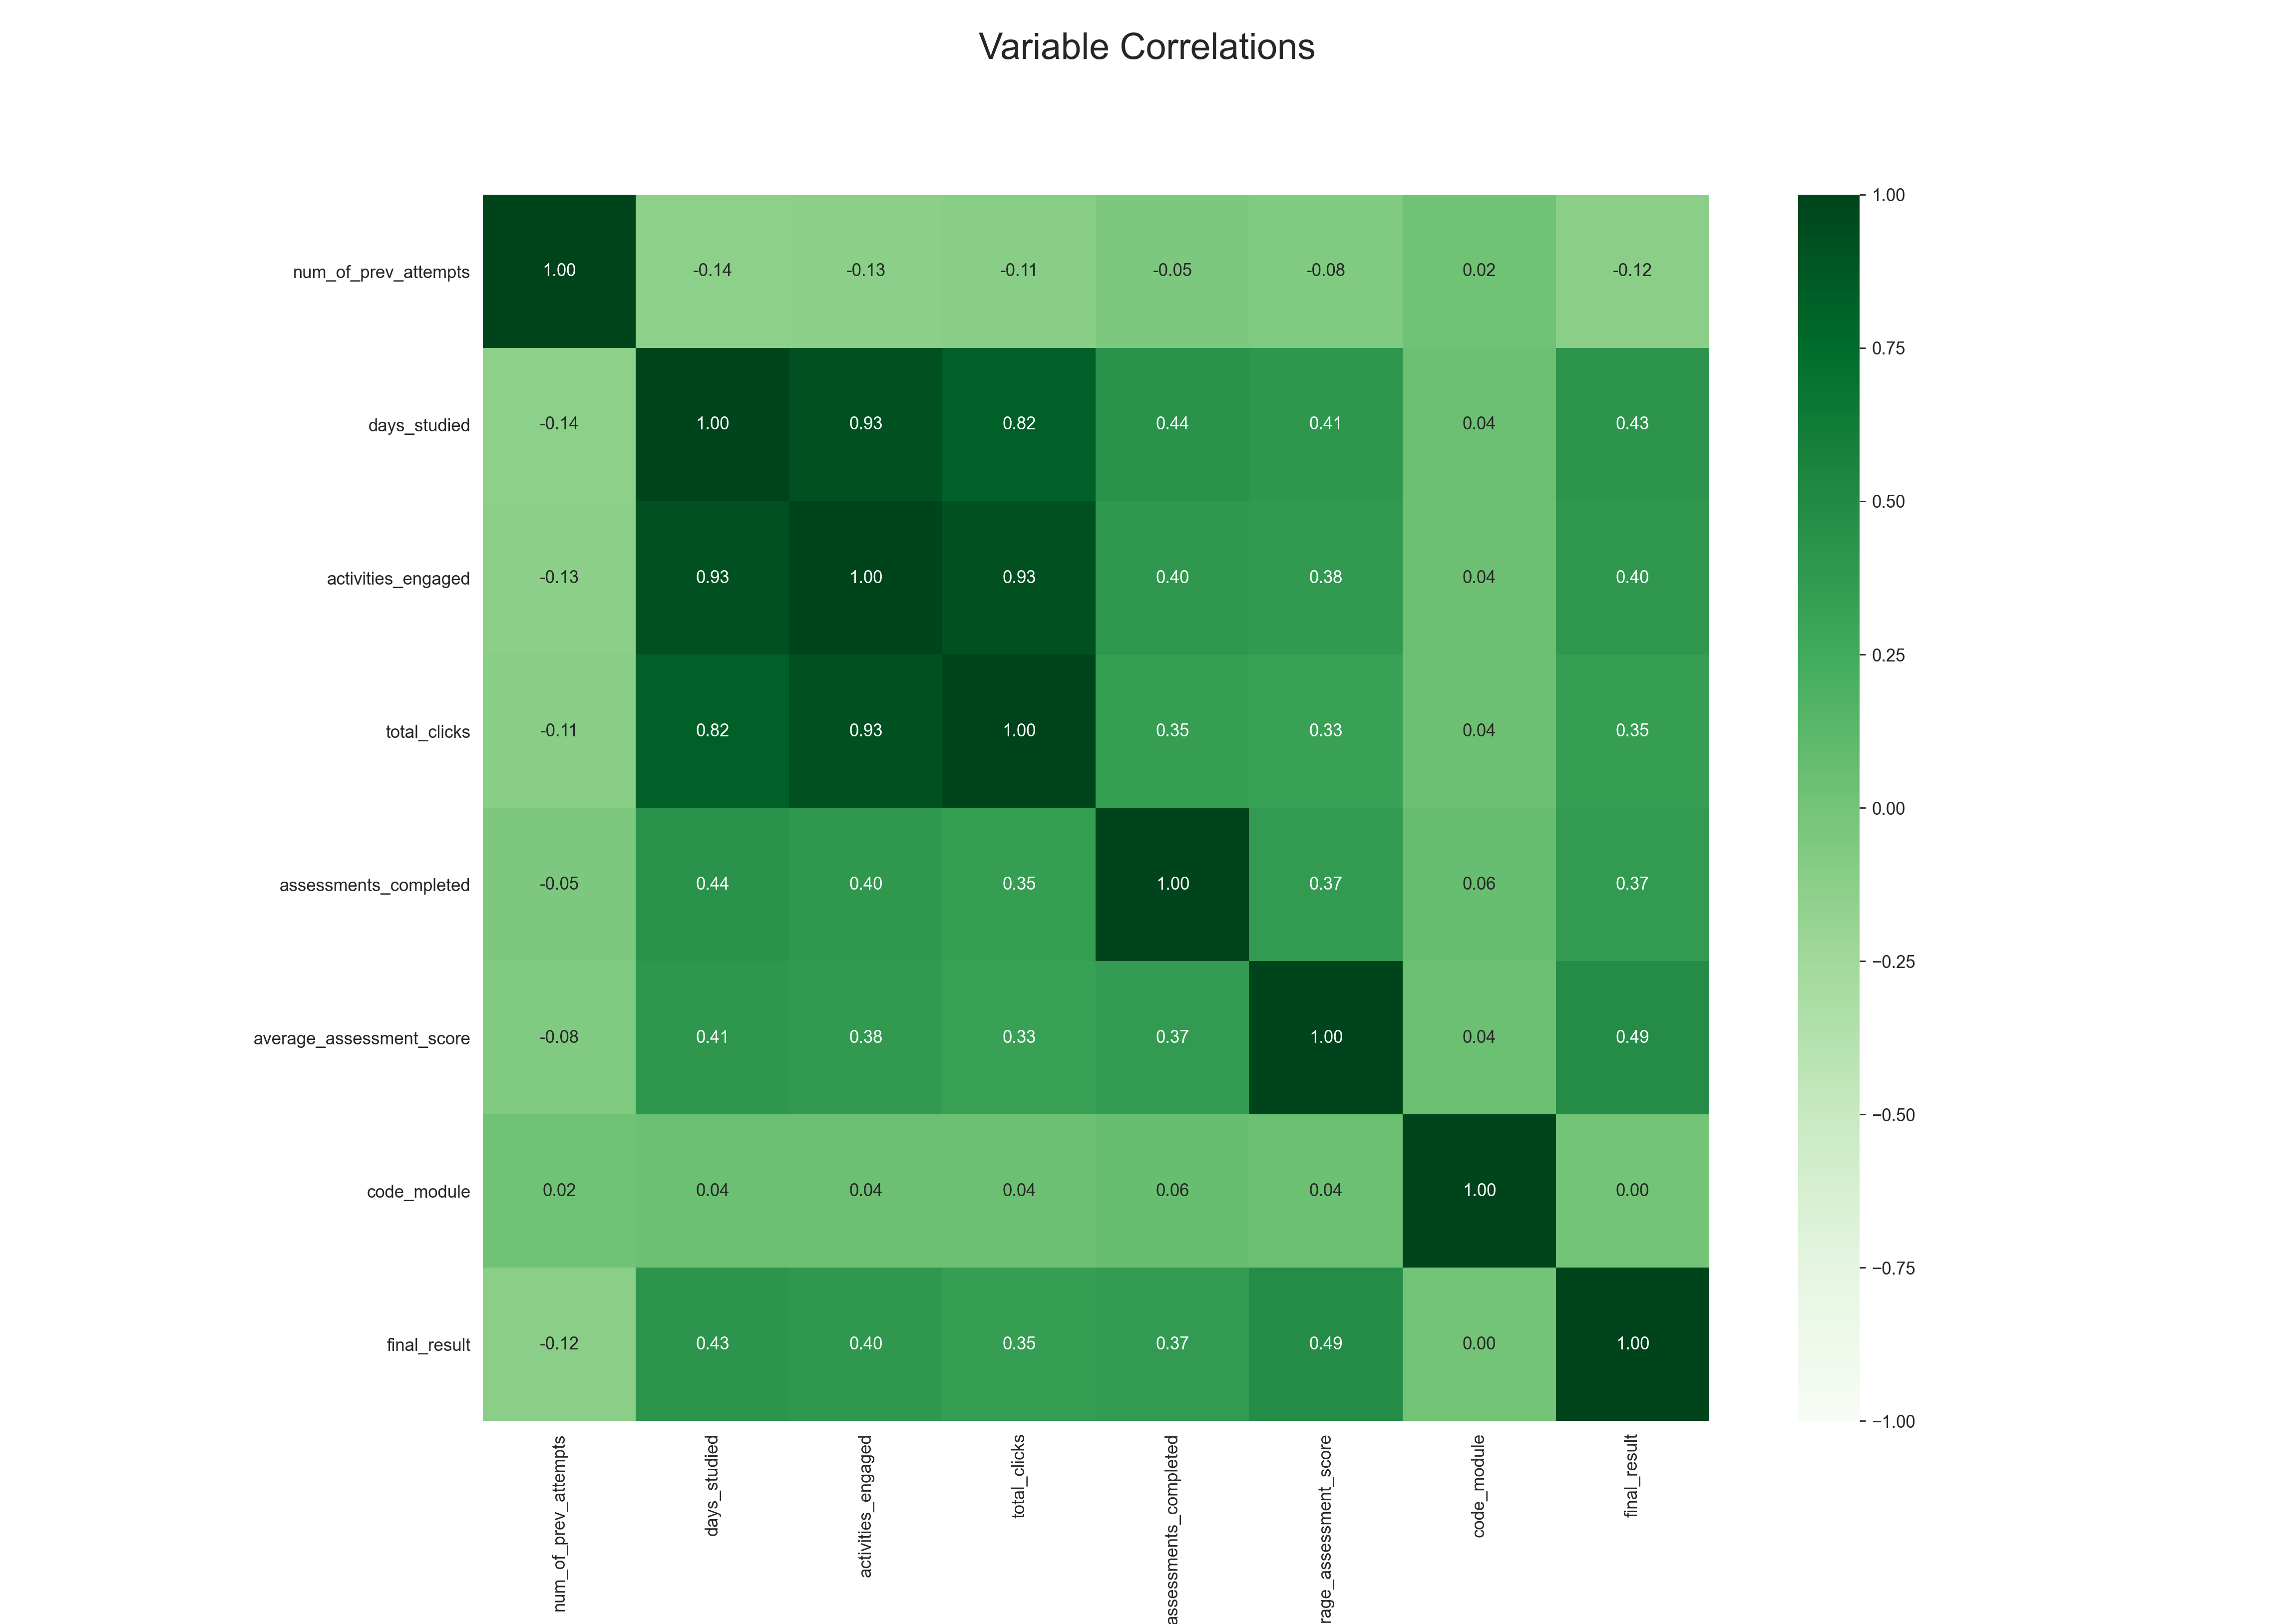 Variable Correlations
num_of_prev_attempts 1.00 -0.14 -0.13 -0.11 -0.05 -0.08 0.02 -0.12
days_studied -0.14 1.00 0.93 0.82 0.44 0.41 0.04 0.43
activities_engaged -0.13 0.93 1.00 0.93 0.40 0.38 0.04 0.40
total_clicks -0.11 0.82 0.93 1.00 0.35 0.33 0.04 0.35
assessments_completed -0.05 0.44 0.40 0.35 1.00 0.37 0.06 0.37
average_assessment_score -0.08 0.41 0.38 0.33 0.37 1.00 0.04 0.49
code_module 0.02 0.04 0.04 0.04 0.06 0.04 1.00 0.00
final_result -0.12 0.43 0.40 0.35 0.37 0.49 0.00 1.00
num_of_prev_attempts
days_studied
activities_engaged
total_clicks
assessments_completed
rage_assessment_score
code_module
final_result
1.00
0.75
0.50
0.25
0.00
−0.25
−0.50
−0.75
−1.00